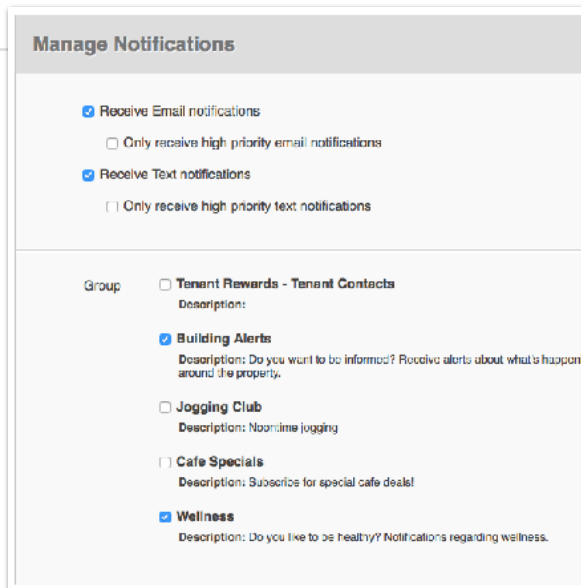 Manage Notifications
Receive Email notifications
Only receive high priority email notifications
Receive Text notifications
Only receive high priority text notifications
Group
Tenant Rewards - Tenant Contacts
Description:
Building Alerts
Description: Do you want to be informed? Receive alerts about what's happen
around the property.
Jogging Club
Description: Noontime jogging
Cafe Specials
Description: Subscribe for special cafe deals!
Wellness
Description: Do you like to be healthy? Notifications regarding wellness.